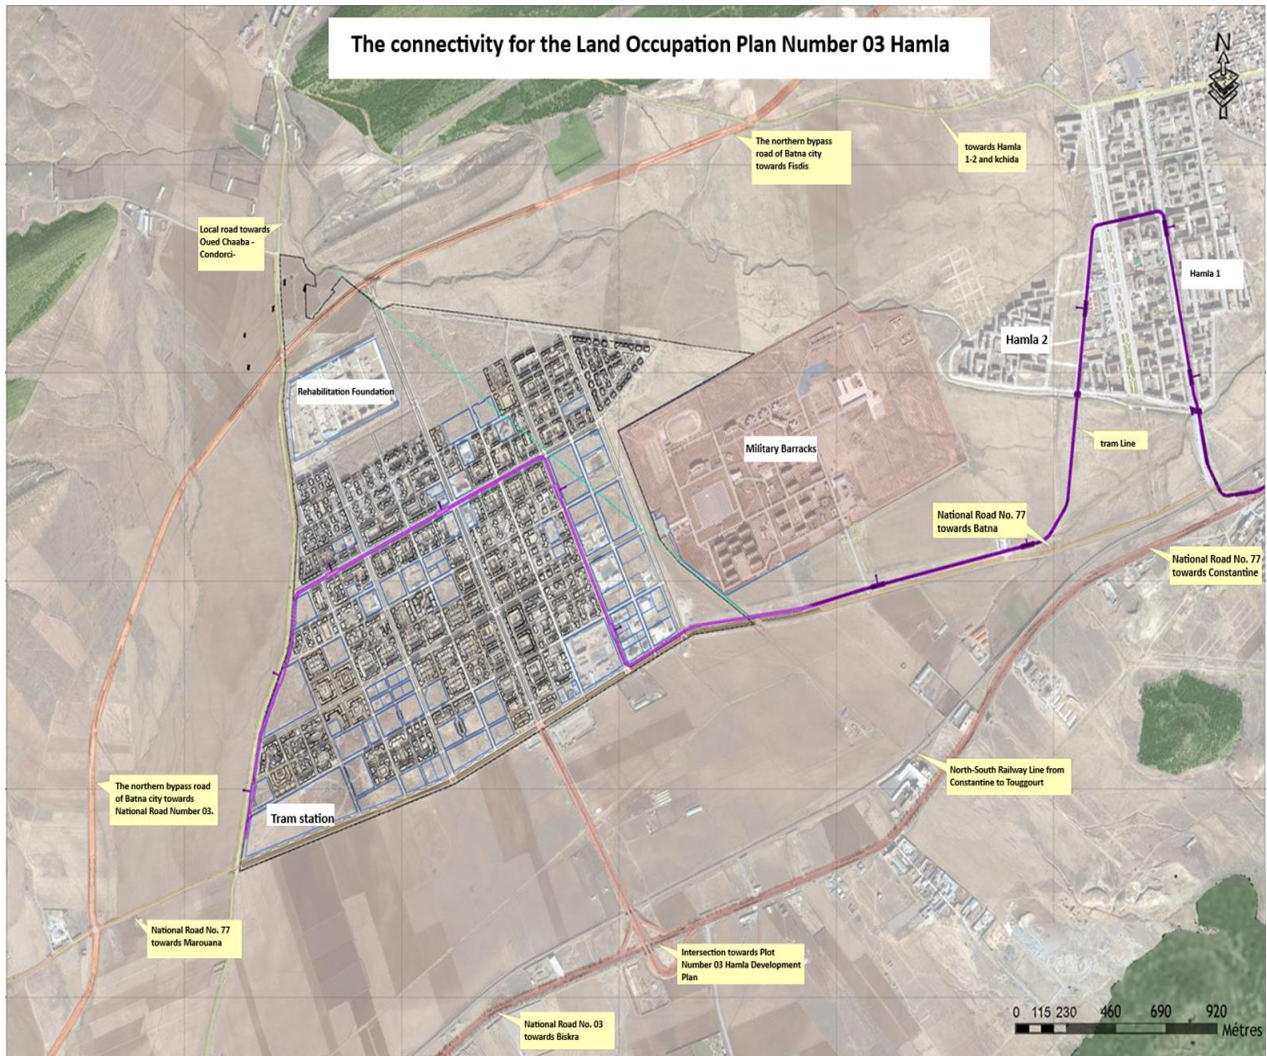 The connectivity for the Land Occupation Plan Number 03 Hamla
N
The northern bypass
road of Batna city
towards Fisdis
towards Hamla
1-2 and kchida
Local road towards
Oued Chaaba -
Condorci-
Hamla 1
Hamla 2
Rehabilitation Foundation
Military Barracks
tram Line
National Road No. 77
towards Batna
National Road No. 77
towards Constantine
North-South Railway Line from
Constantine to Touggourt
The northern bypass road
of Batna city towards
National Road Number 03.
Tram station
National Road No. 77
towards Marouana
Intersection towards Plot
Number 03 Hamla Development
Plan
National Road No. 03
towards Biskra
0 115 230 460 690 920
Métres